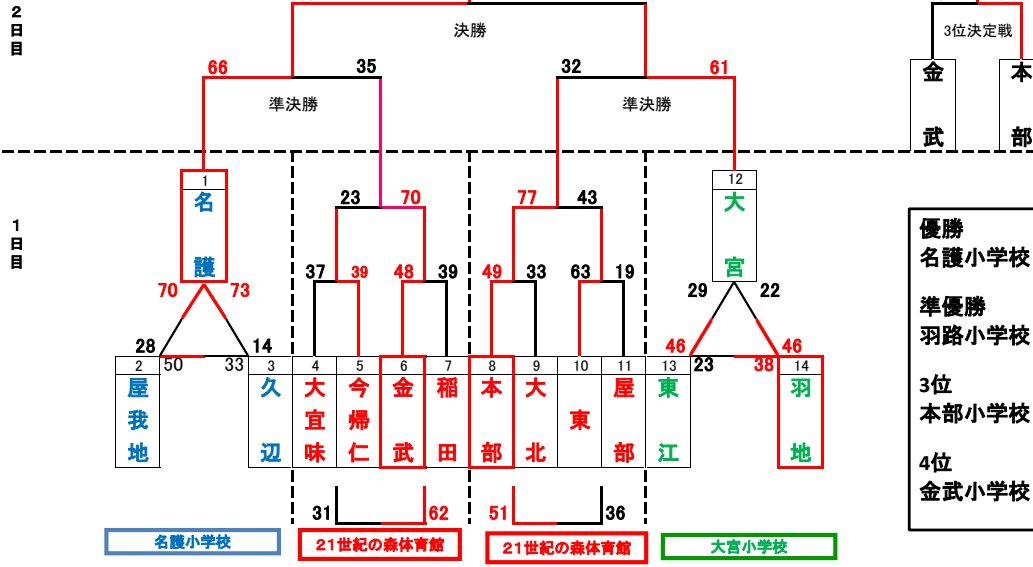 2日目
決勝
3位決定戦
金武
本部
66
35
32
61
準決勝
準決勝
1日目
1
名護
12
大宮
23
70
77
43
37
39
48
39
49
33
63
19
70
73
29
22
28
14
46
46
50
33
23
38
2
屋我地
3
久辺
4
大宜味
5
今帰仁
6
金武
7
稲田
8
本部
9
大北
10
東
11
屋部
13
東江
14
羽地
31
62
51
36
名護小学校
21世紀の森体育館
21世紀の森体育館
大宮小学校
優勝
名護小学校
準優勝
羽路小学校
3位
本部小学校
4位
金武小学校